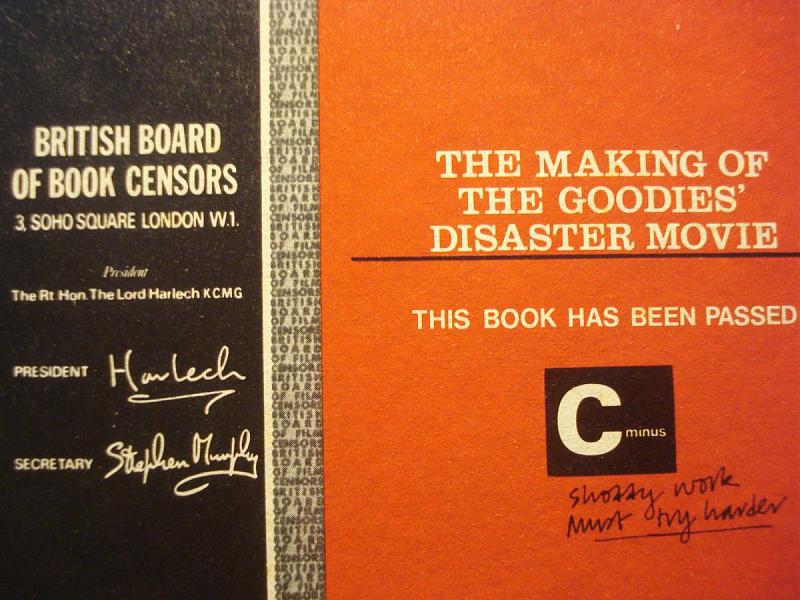 BRITISH BOARD
OF BOOK CENSORS
3, SOHO SQUARE LONDON W.1.
President
The Rt Hon. The Lord Harlech K C M G
PRESIDENT Harlech
SECRETARY Stephen Murphy
THE MAKING OF
THE GOODIES'
DISASTER MOVIE
THIS BOOK HAS BEEN PASSED
C minus
Shoddy work
Must try harder